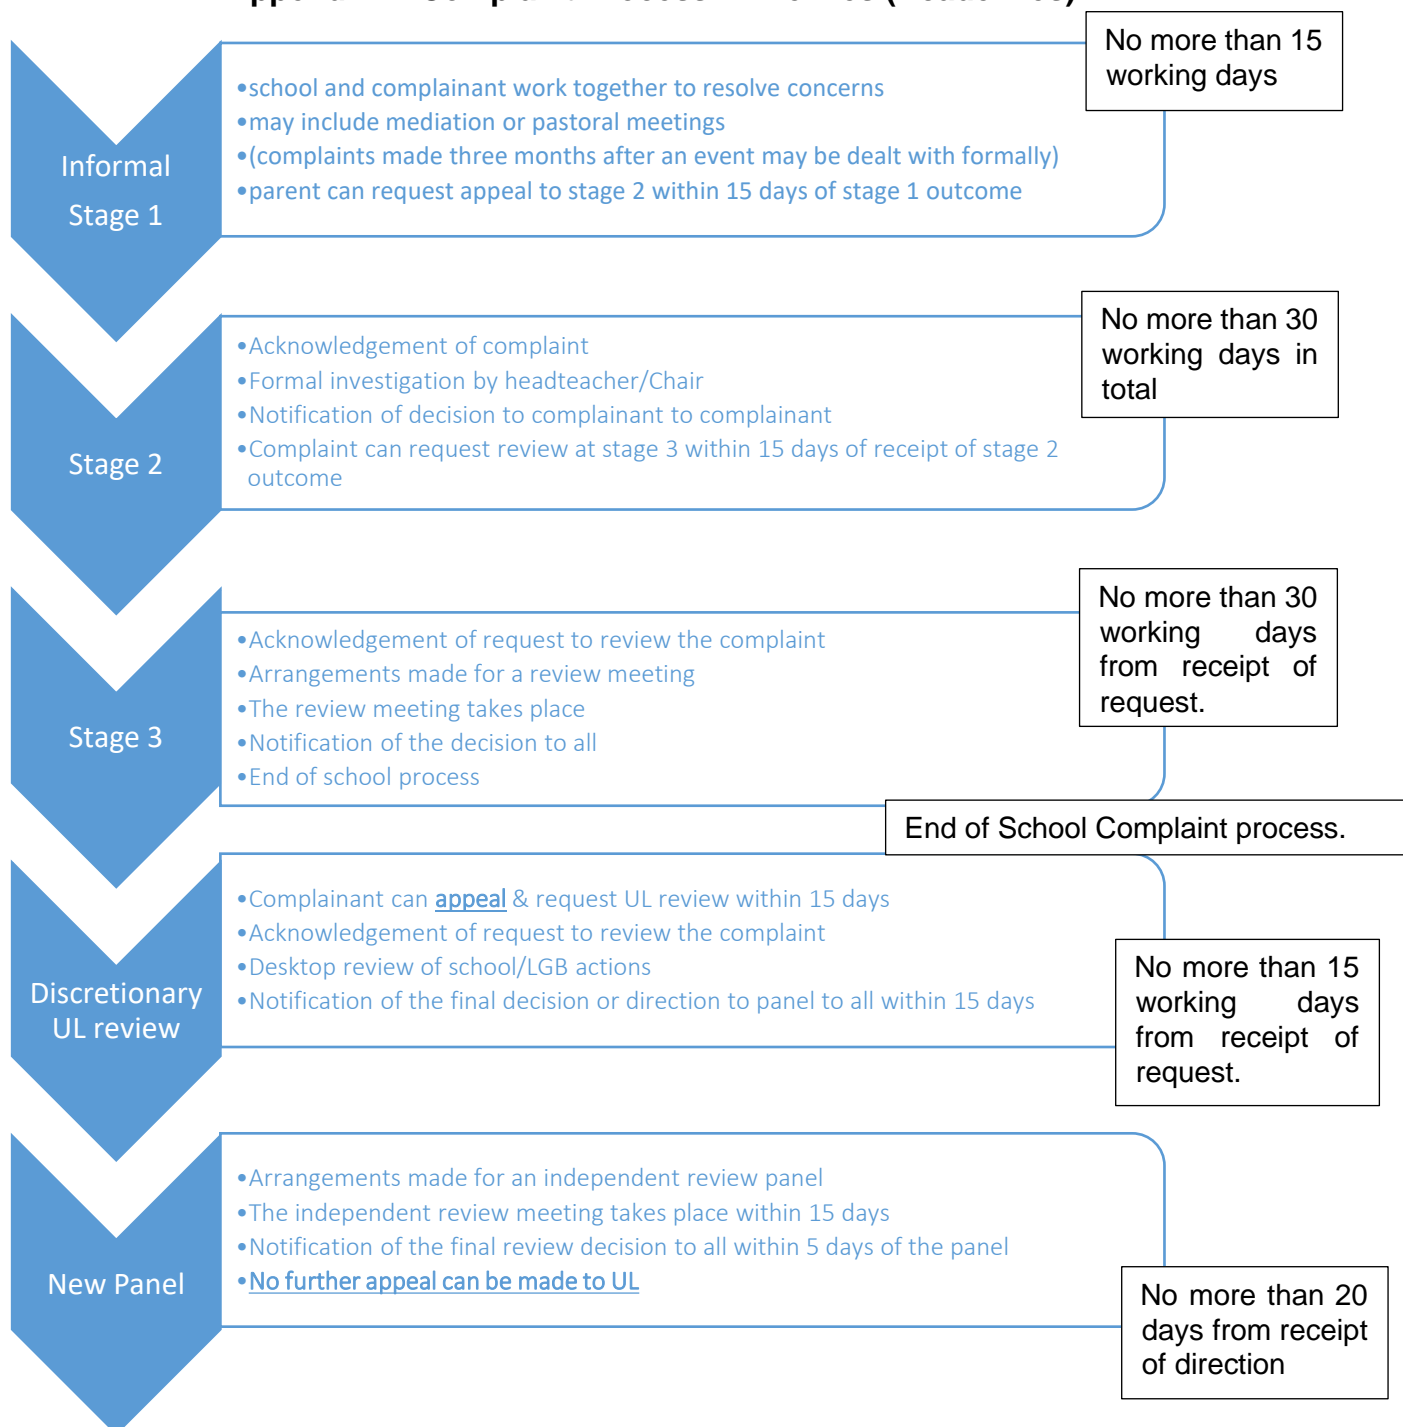 No more than 15
working days
•school and complainant work together to resolve concerns
•may include mediation or pastoral meetings
•(complaints made three months after an event may be dealt with formally)
•parent can request appeal to stage 2 within 15 days of stage 1 outcome
Informal
Stage 1
No more than 30
working days in
total
•Acknowledgement of complaint
•Formal investigation by headteacher/Chair
•Notification of decision to complainant to complainant
•Complaint can request review at stage 3 within 15 days of receipt of stage 2
outcome
Stage 2
No more than 30
working days
from receipt of
request.
•Acknowledgement of request to review the complaint
•Arrangements made for a review meeting
•The review meeting takes place
•Notification of the decision to all
•End of school process
Stage 3
End of School Complaint process.
•Complainant can appeal & request UL review within 15 days
•Acknowledgement of request to review the complaint
•Desktop review of school/LGB actions
•Notification of the final decision or direction to panel to all within 15 days
Discretionary
UL review
No more than 15
working days
from receipt of
request.
•Arrangements made for an independent review panel
•The independent review meeting takes place within 15 days
•Notification of the final review decision to all within 5 days of the panel
•No further appeal can be made to UL
New Panel
No more than 20
days from receipt
of direction